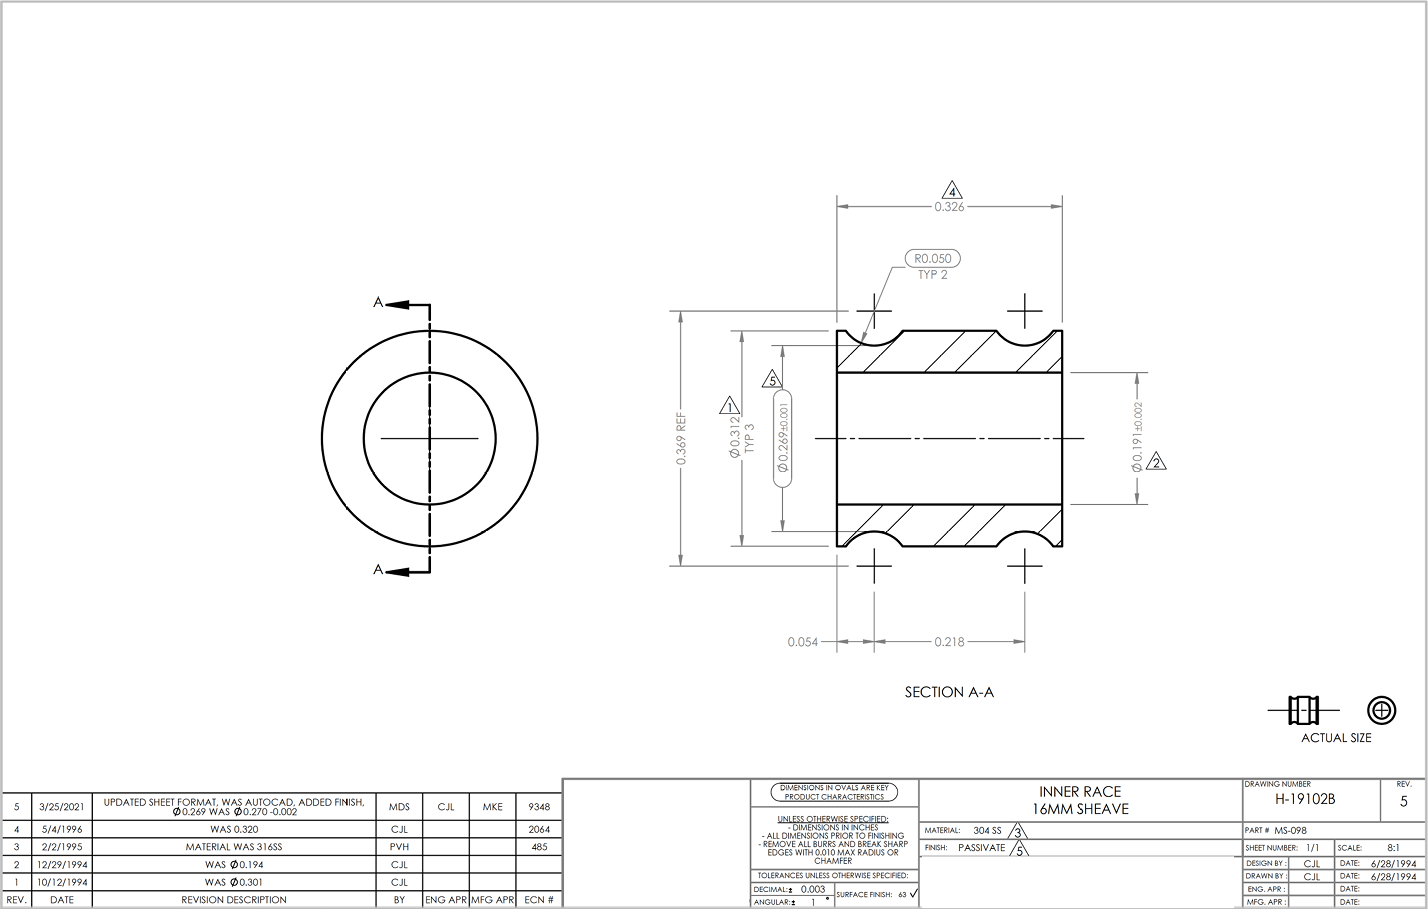 4
0.326
R0.050
TYP 2
A
A
0.369 REF
1
Ø0.312
TYP 3
5
Ø0.269±0.001
Ø0.191±0.002
2
0.054
0.218
SECTION A-A
ACTUAL SIZE
5 3/25/2021 UPDATED SHEET FORMAT, WAS AUTOCAD, ADDED FINISH, MDS CJL MKE 9348
Ø0.269 WAS Ø0.270 -0.002
4 5/4/1996 WAS 0.320 CJL 2064
3 2/2/1995 MATERIAL WAS 316SS PVH 485
2 12/29/1994 WAS Ø0.194 CJL
1 10/12/1994 WAS Ø0.301 CJL
REV. DATE REVISION DESCRIPTION BY ENG APR MFG APR ECN #
DIMENSIONS IN OVALS ARE KEY
PRODUCT CHARACTERISTICS
UNLESS OTHERWISE SPECIFIED:
- DIMENSIONS IN INCHES
- ALL DIMENSIONS PRIOR TO FINISHING
- REMOVE ALL BURRS AND BREAK SHARP
EDGES WITH 0.010 MAX RADIUS OR
CHAMFER
TOLERANCES UNLESS OTHERWISE SPECIFIED:
DECIMAL:± 0.003
ANGULAR:± 1 °
SURFACE FINISH: 63
INNER RACE
16MM SHEAVE
MATERIAL: 304 SS 3
FINISH: PASSIVATE 5
DRAWING NUMBER
H-19102B
REV.
5
PART # MS-098
SHEET NUMBER: 1/1 SCALE: 8:1
DESIGN BY : CJL DATE: 6/28/1994
DRAWN BY : CJL DATE: 6/28/1994
ENG. APR : DATE:
MFG. APR : DATE: